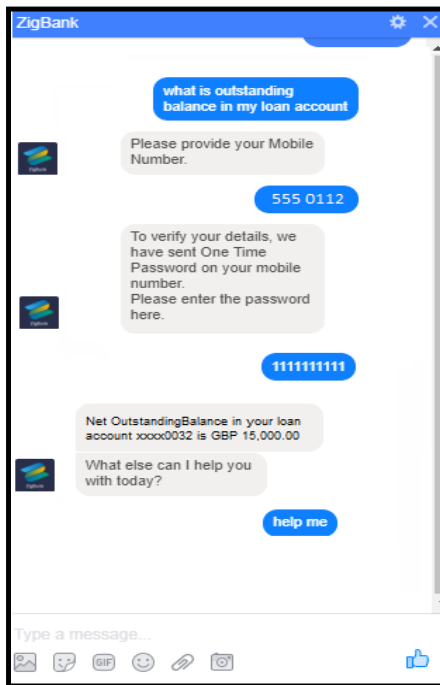 ZigBank
what is outstanding
balance in my loan account
Please provide your Mobile
Number.
ZigBank
555 0112
To verify your details, we
have sent One Time
Password on your mobile
number.
Please enter the password
here.
ZigBank
1111111111
Net OutstandingBalance in your loan
account xxxx0032 is GBP 15,000.00
What else can I help you
with today?
ZigBank
help me
Type a message...
GIF